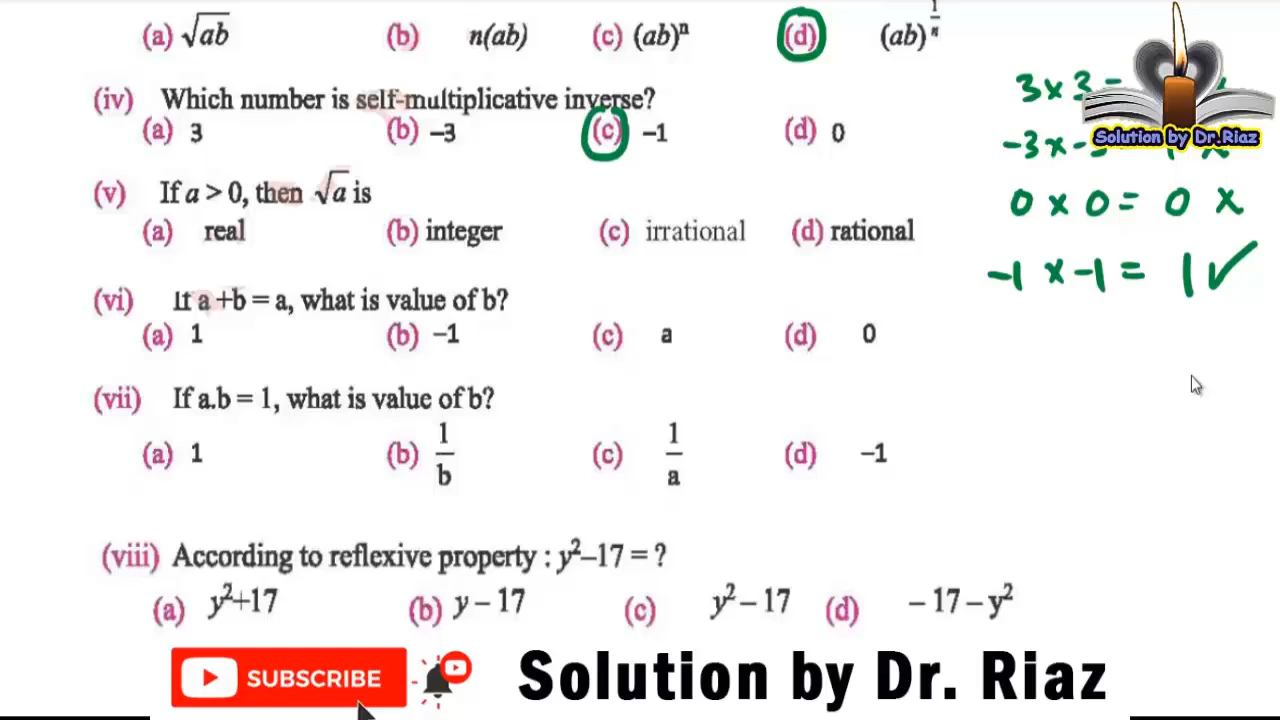 (a) √ab (b) n(ab) (c) (ab)ⁿ (d) (ab)^(1/n)
(iv) Which number is self-multiplicative inverse?
(a) 3 (b) –3 (c) –1 (d) 0
(v) If a > 0, then √a is
(a) real (b) integer (c) irrational (d) rational
(vi) If a +b = a, what is value of b?
(a) 1 (b) –1 (c) a (d) 0
(vii) If a.b = 1, what is value of b?
(a) 1 (b) 1/b (c) 1/a (d) –1
(viii) According to reflexive property : y²–17 = ?
(a) y²+17 (b) y – 17 (c) y² – 17 (d) – 17 – y²
3 × 3 =
Solution by Dr.Riaz
-3 × -
0 × 0 = 0 ×
-1 × -1 = 1 ✓
SUBSCRIBE
Solution by Dr. Riaz